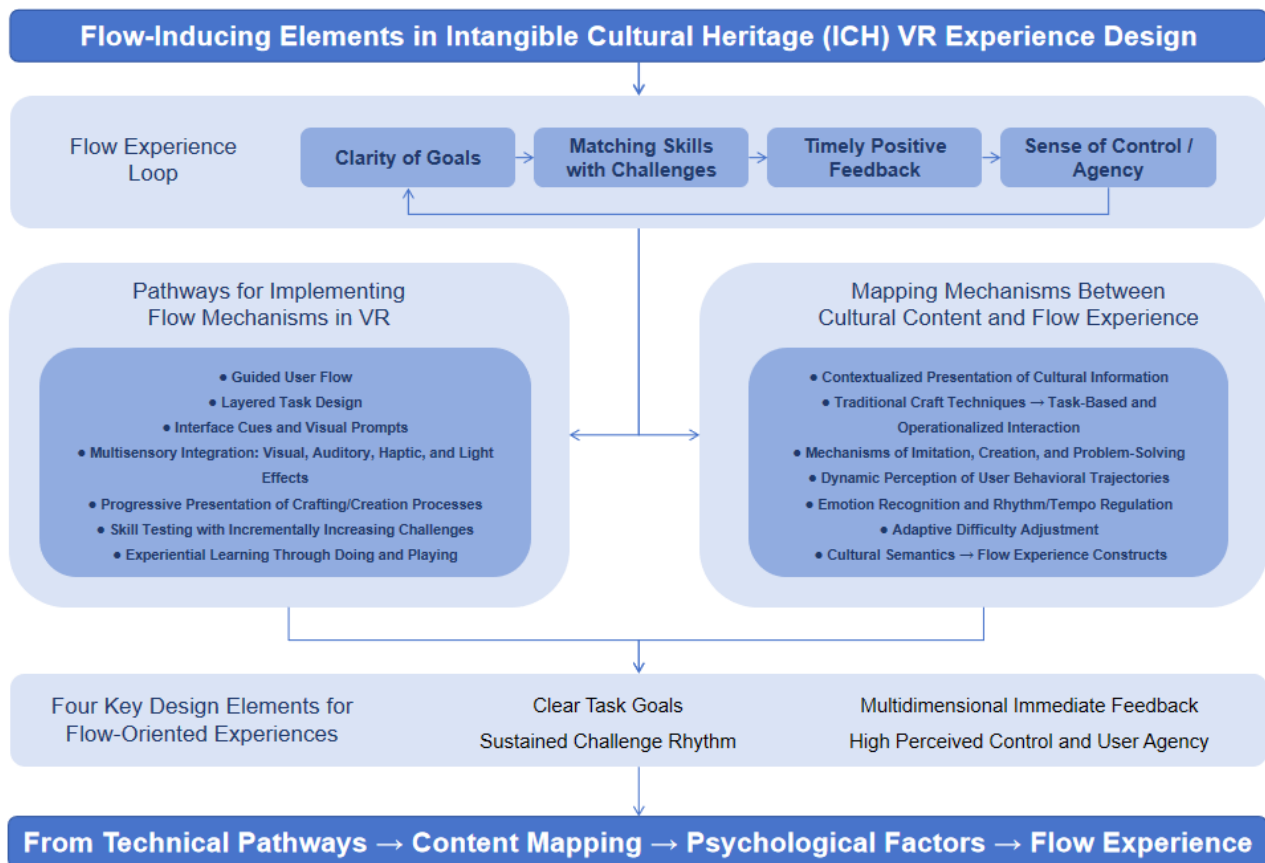 Flow-Inducing Elements in Intangible Cultural Heritage (ICH) VR Experience Design
Flow Experience
Loop
Clarity of Goals
Matching Skills
with Challenges
Timely Positive
Feedback
Sense of Control /
Agency
Pathways for Implementing
Flow Mechanisms in VR
● Guided User Flow
● Layered Task Design
● Interface Cues and Visual Prompts
● Multisensory Integration: Visual, Auditory, Haptic, and Light
Effects
● Progressive Presentation of Crafting/Creation Processes
● Skill Testing with Incrementally Increasing Challenges
● Experiential Learning Through Doing and Playing
Mapping Mechanisms Between
Cultural Content and Flow Experience
● Contextualized Presentation of Cultural Information
● Traditional Craft Techniques → Task-Based and
Operationalized Interaction
● Mechanisms of Imitation, Creation, and Problem-Solving
● Dynamic Perception of User Behavioral Trajectories
● Emotion Recognition and Rhythm/Tempo Regulation
● Adaptive Difficulty Adjustment
● Cultural Semantics → Flow Experience Constructs
Four Key Design Elements for
Flow-Oriented Experiences
Clear Task Goals
Sustained Challenge Rhythm
Multidimensional Immediate Feedback
High Perceived Control and User Agency
From Technical Pathways → Content Mapping → Psychological Factors → Flow Experience